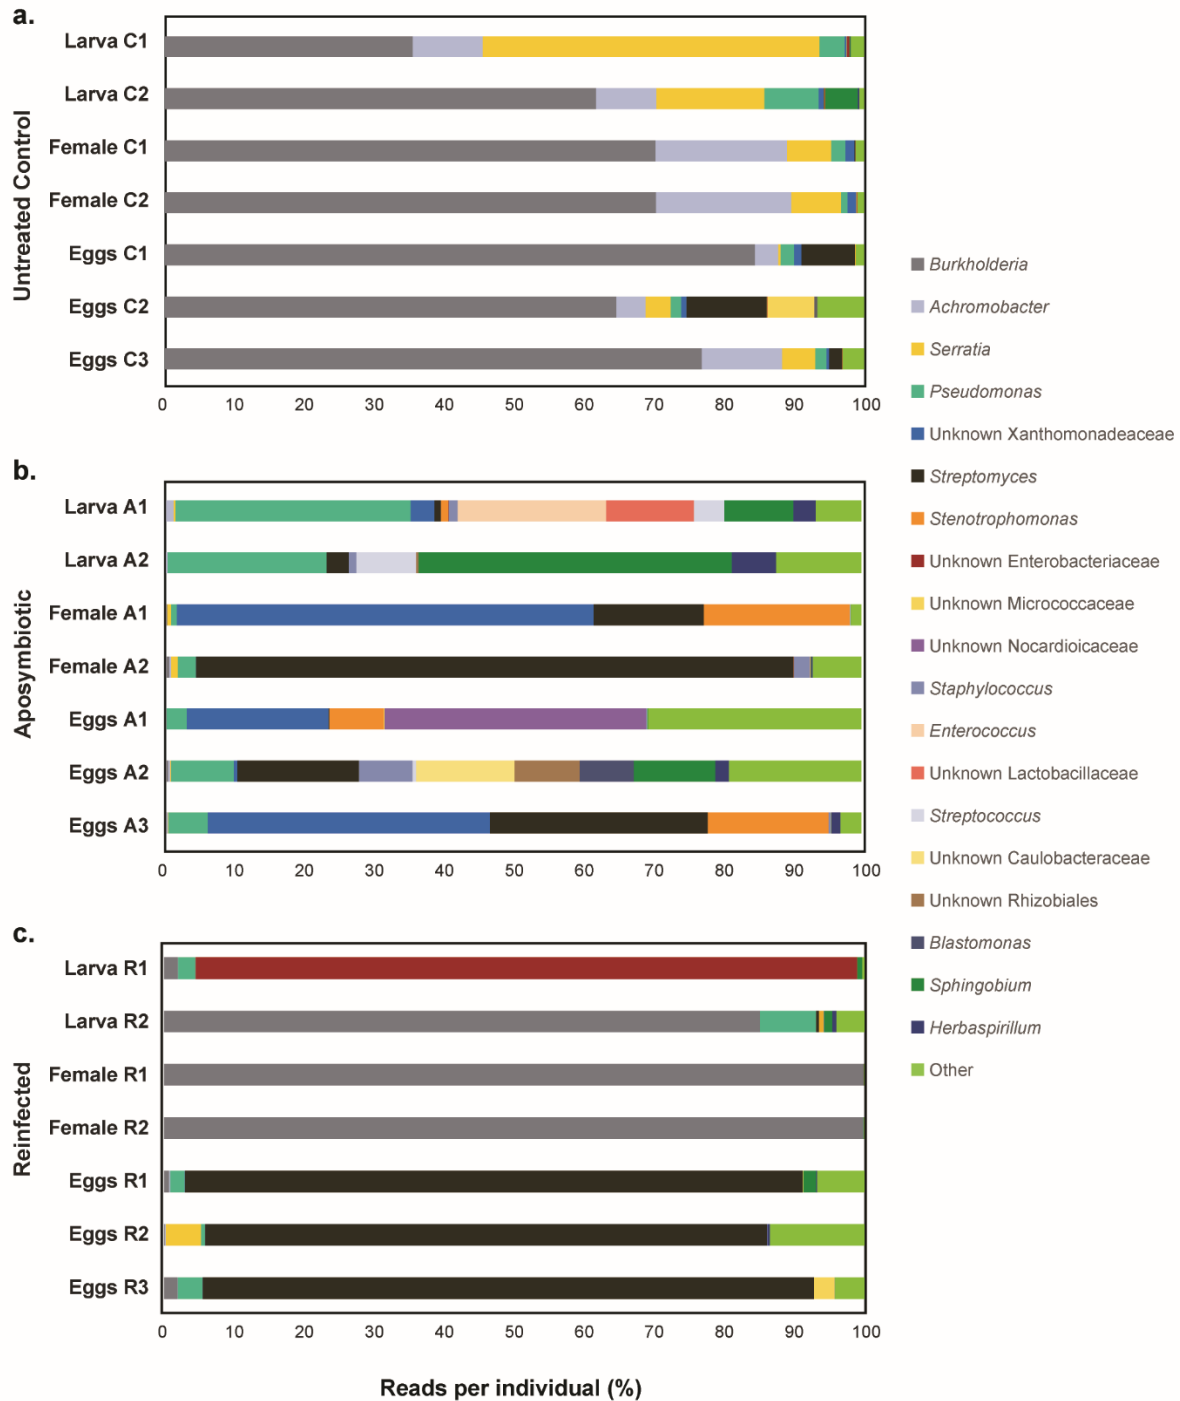 a.
Untreated Control
Larva C1
Larva C2
Female C1
Female C2
Eggs C1
Eggs C2
Eggs C3
0 10 20 30 40 50 60 70 80 90 100
b.
Aposymbiotic
Larva A1
Larva A2
Female A1
Female A2
Eggs A1
Eggs A2
Eggs A3
0 10 20 30 40 50 60 70 80 90 100
c.
Reinfected
Larva R1
Larva R2
Female R1
Female R2
Eggs R1
Eggs R2
Eggs R3
0 10 20 30 40 50 60 70 80 90 100
Reads per individual (%)
Burkholderia
Achromobacter
Serratia
Pseudomonas
Unknown Xanthomonadeaceae
Streptomyces
Stenotrophomonas
Unknown Enterobacteriaceae
Unknown Micrococcaceae
Unknown Nocardioicaceae
Staphylococcus
Enterococcus
Unknown Lactobacillaceae
Streptococcus
Unknown Caulobacteraceae
Unknown Rhizobiales
Blastomonas
Sphingobium
Herbaspirillum
Other